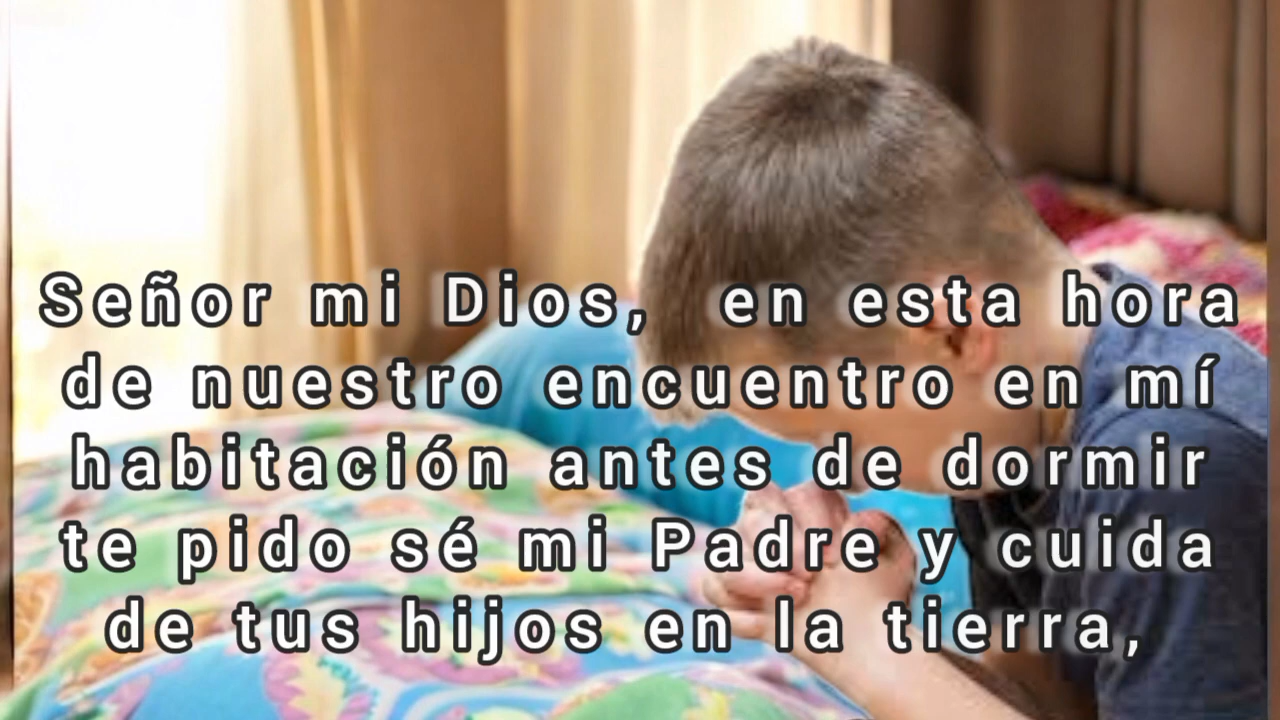 Señor mi Dios, en esta hora
de nuestro encuentro en mí
habitación antes de dormir
te pido sé mi Padre y cuida
de tus hijos en la tierra,